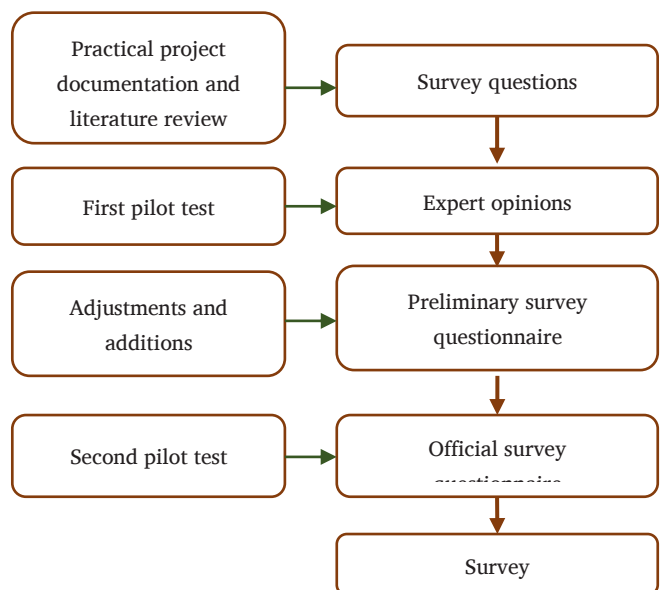 Practical project
documentation and
literature review
Survey questions
First pilot test
Expert opinions
Adjustments and
additions
Preliminary survey
questionnaire
Second pilot test
Official survey
Survey